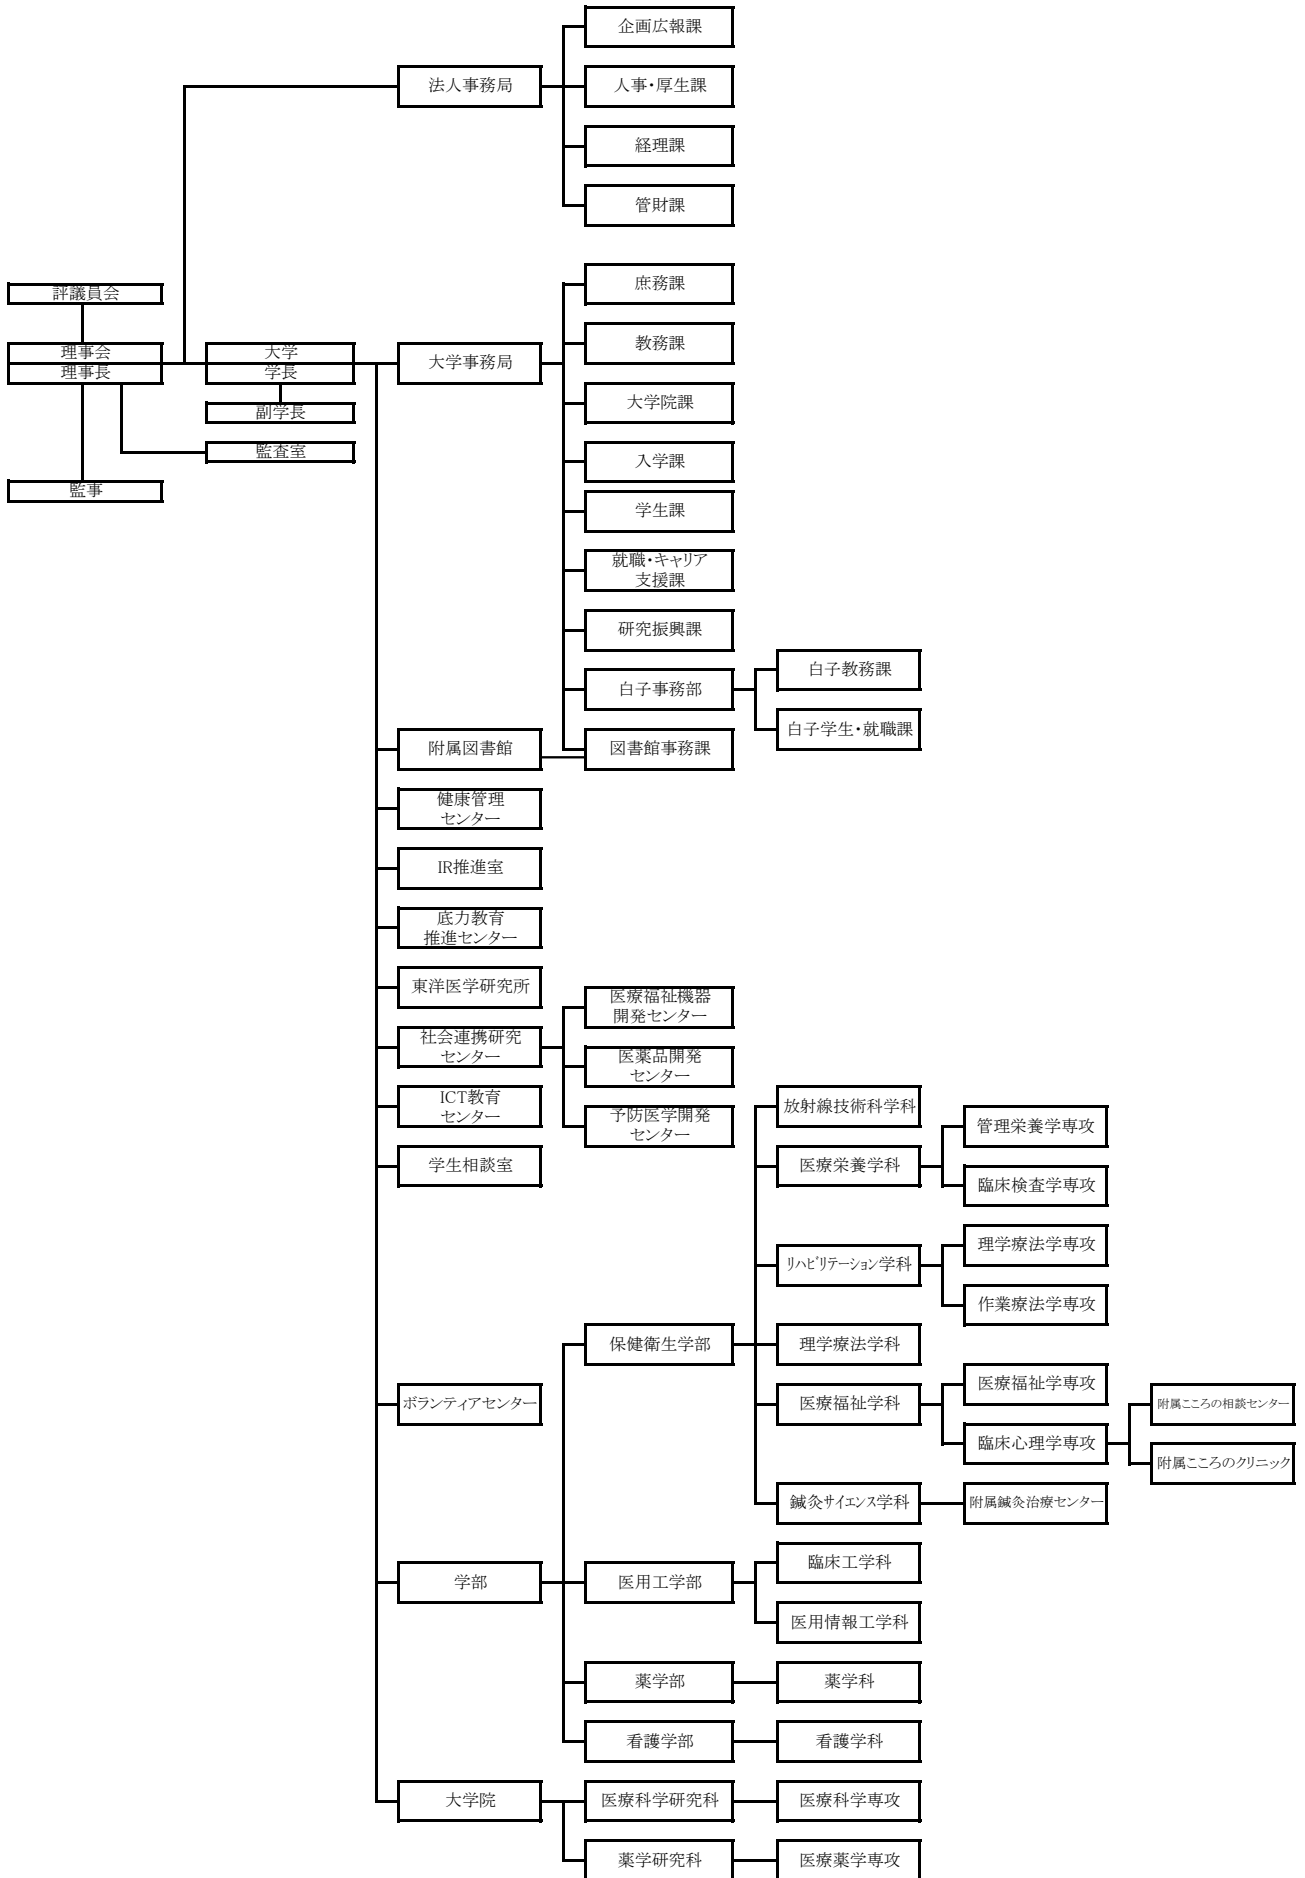 企画広報課
法人事務局
人事・厚生課
経理課
管財課
庶務課
評議員会
教務課
理事会
理事長
大学
学長
大学事務局
副学長
大学院課
監査室
入学課
監事
学生課
就職・キャリア
支援課
研究振興課
白子事務部
白子教務課
白子学生・就職課
附属図書館
図書館事務課
健康管理
センター
IR推進室
底力教育
推進センター
東洋医学研究所
社会連携研究
センター
医療福祉機器
開発センター
医薬品開発
センター
予防医学開発
センター
ICT教育
センター
学生相談室
放射線技術科学科
医療栄養学科
管理栄養学専攻
臨床検査学専攻
リハビリテーション学科
理学療法学専攻
作業療法学専攻
保健衛生学部
理学療法学科
ボランティアセンター
医療福祉学科
医療福祉学専攻
臨床心理学専攻
附属こころの相談センター
附属こころのクリニック
鍼灸サイエンス学科
附属鍼灸治療センター
学部
医用工学部
臨床工学科
医用情報工学科
薬学部
薬学科
看護学部
看護学科
大学院
医療科学研究科
医療科学専攻
薬学研究科
医療薬学専攻